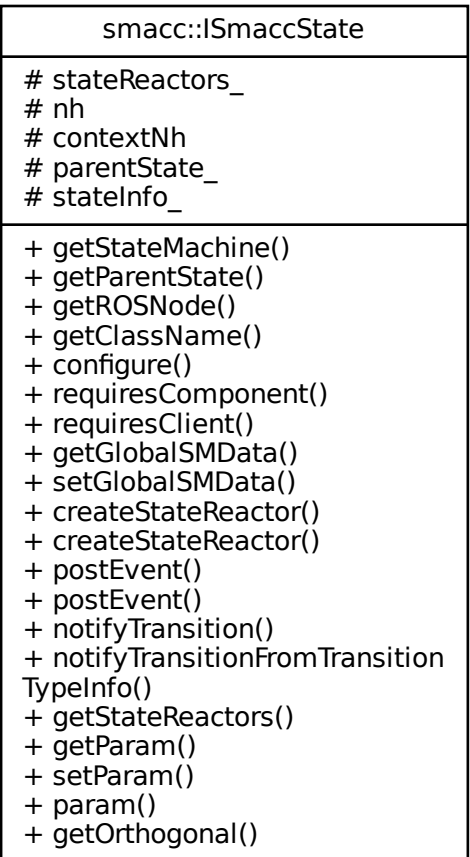 smacc::ISmaccState
# stateReactors_
# nh
# contextNh
# parentState_
# stateInfo_
+ getStateMachine()
+ getParentState()
+ getROSNode()
+ getClassName()
+ configure()
+ requiresComponent()
+ requiresClient()
+ getGlobalSMData()
+ setGlobalSMData()
+ createStateReactor()
+ createStateReactor()
+ postEvent()
+ postEvent()
+ notifyTransition()
+ notifyTransitionFromTransition
TypeInfo()
+ getStateReactors()
+ getParam()
+ setParam()
+ param()
+ getOrthogonal()